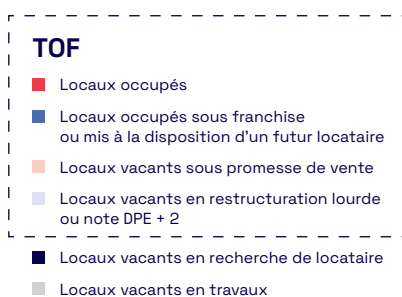 TOF
Locaux occupés
Locaux occupés sous franchise
ou mis à la disposition d'un futur locataire
Locaux vacants sous promesse de vente
Locaux vacants en restructuration lourde
ou note DPE + 2
Locaux vacants en recherche de locataire
Locaux vacants en travaux